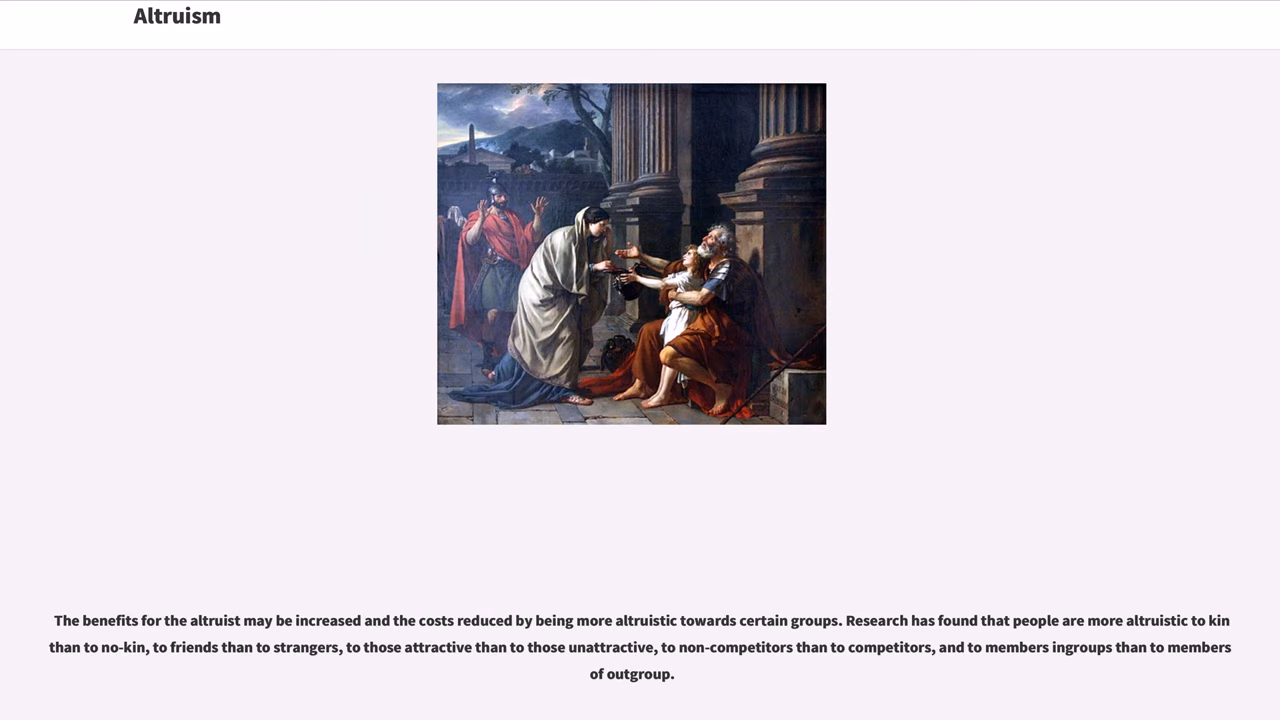 Altruism
The benefits for the altruist may be increased and the costs reduced by being more altruistic towards certain groups. Research has found that people are more altruistic to kin
than to no-kin, to friends than to strangers, to those attractive than to those unattractive, to non-competitors than to competitors, and to members ingroups than to members
of outgroup.